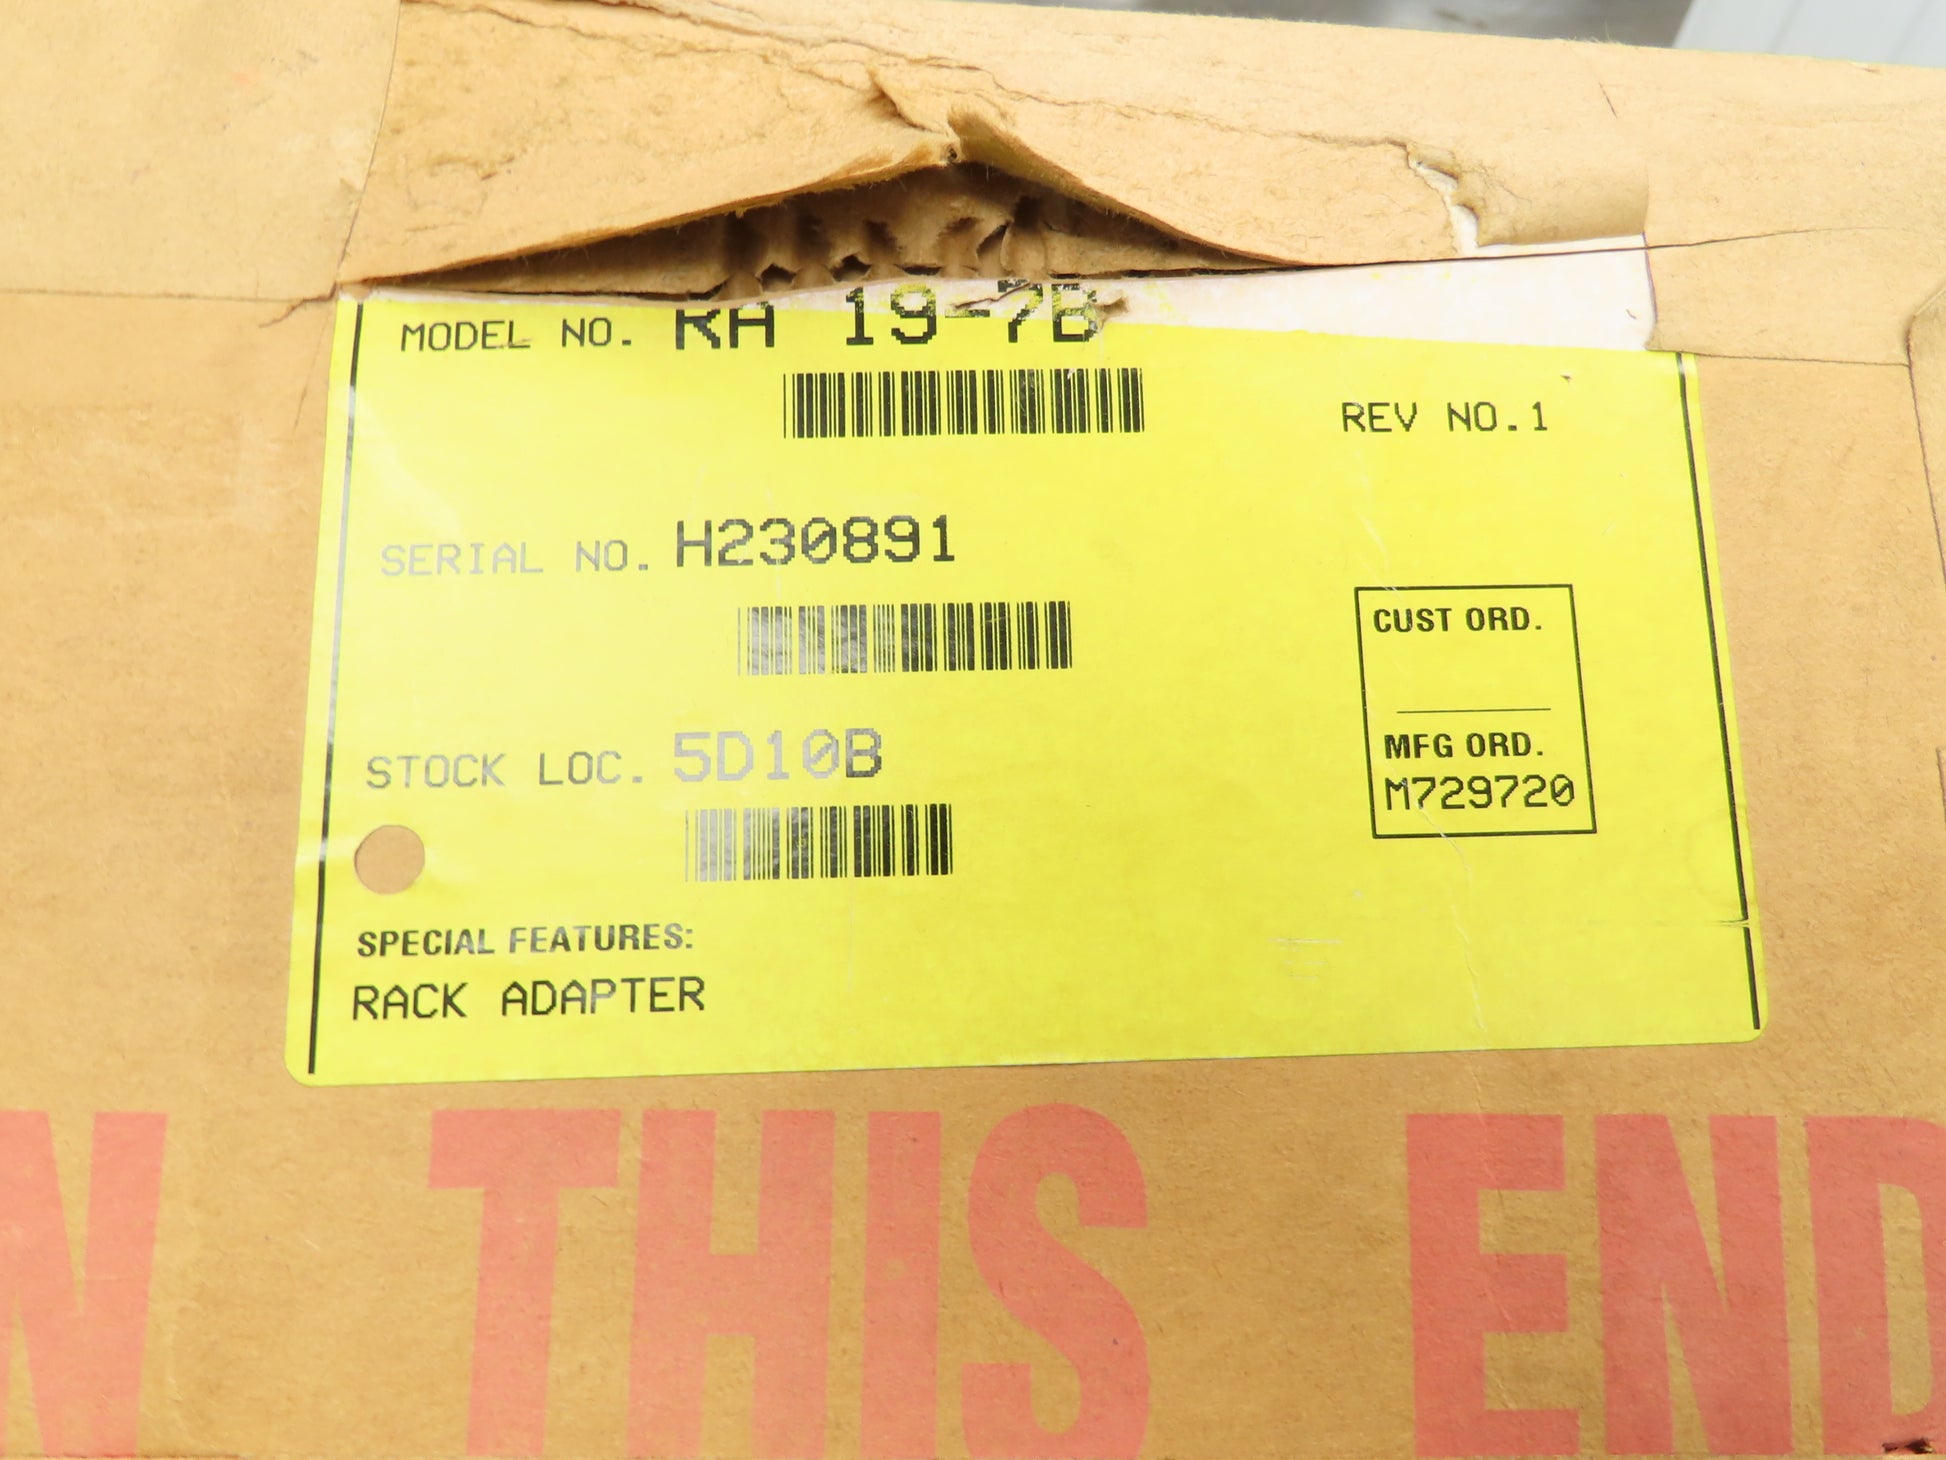 MODEL NO. RA 19-7B
REV NO.1
SERIAL NO. H230891
CUST ORD.
STOCK LOC. 5D10B
MFG ORD.
M729720
SPECIAL FEATURES:
RACK ADAPTER
N THIS END